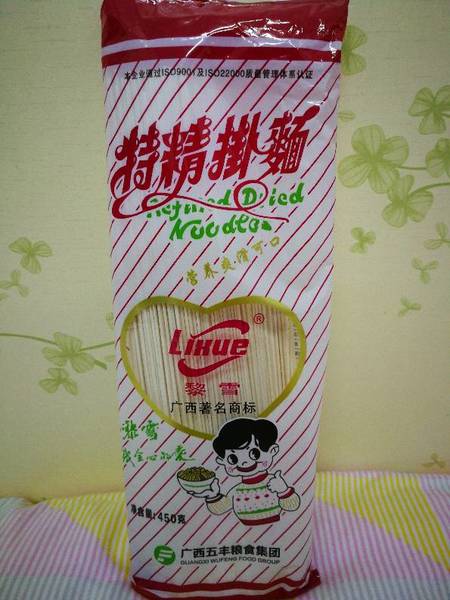 本企业通过ISO9001及ISO22000质量管理体系认证
特精掛麵
Refined Dried
Noodles
营养爽滑可口
LiXue®
黎雪
广西著名商标
黎雪
净含量:450克
广西五丰粮食集团
GUANGXI WUFENG FOOD GROUP